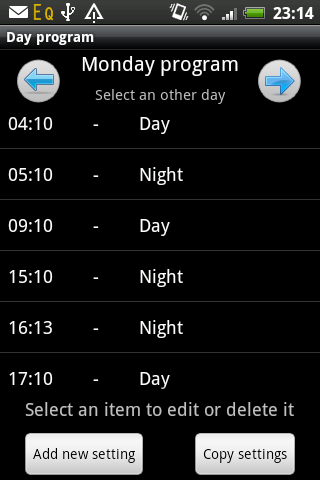 EQ 23:14
Day program
Monday program
Select an other day
04:10 - Day
05:10 - Night
09:10 - Day
15:10 - Night
16:13 - Night
17:10 - Day
Select an item to edit or delete it
Add new setting Copy settings